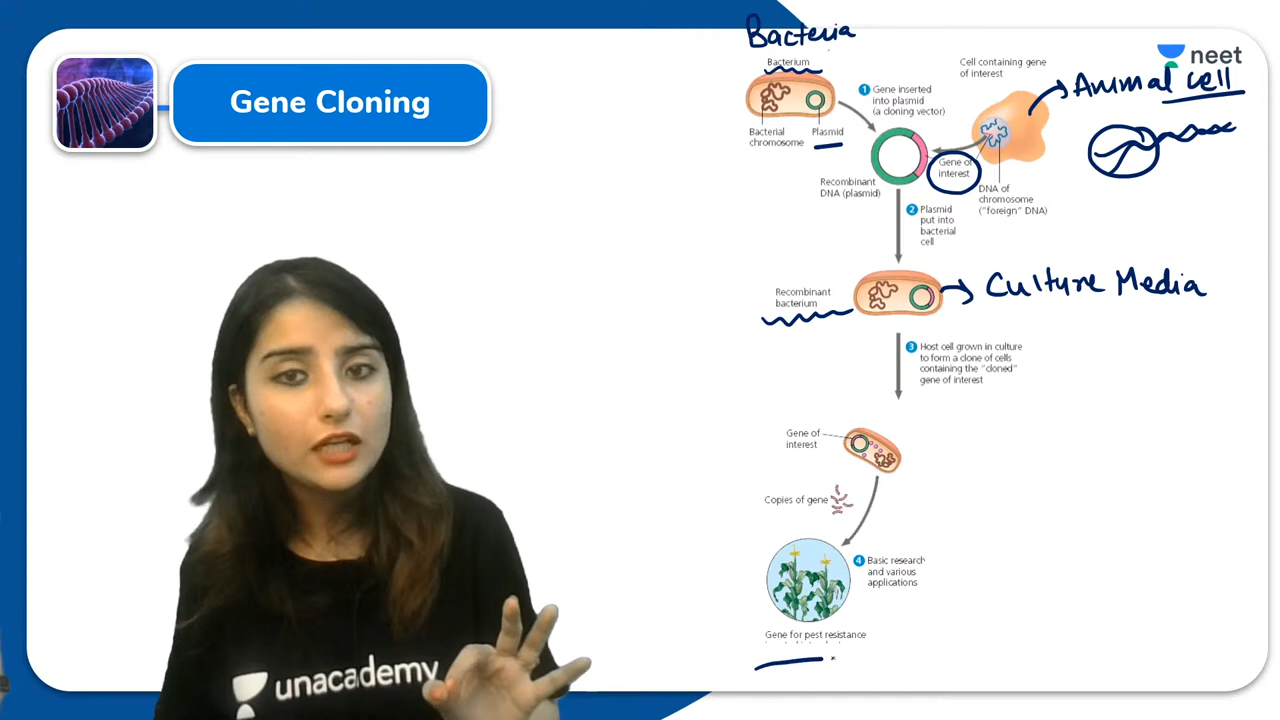 Gene Cloning
Bacteria
neet
Bacterium
Bacterial
chromosome
Plasmid
1 Gene inserted
into plasmid
(a cloning vector)
Cell containing gene
of interest
Animal cell
Recombinant
DNA (plasmid)
Gene of
interest
DNA of
chromosome
("foreign" DNA)
2 Plasmid
put into
bacterial
cell
Recombinant
bacterium
Culture Media
3 Host cell grown in culture
to form a clone of cells
containing the "cloned"
gene of interest
Gene of
interest
Copies of gene
4 Basic research
and various
applications
Gene for pest resistance
unacademy